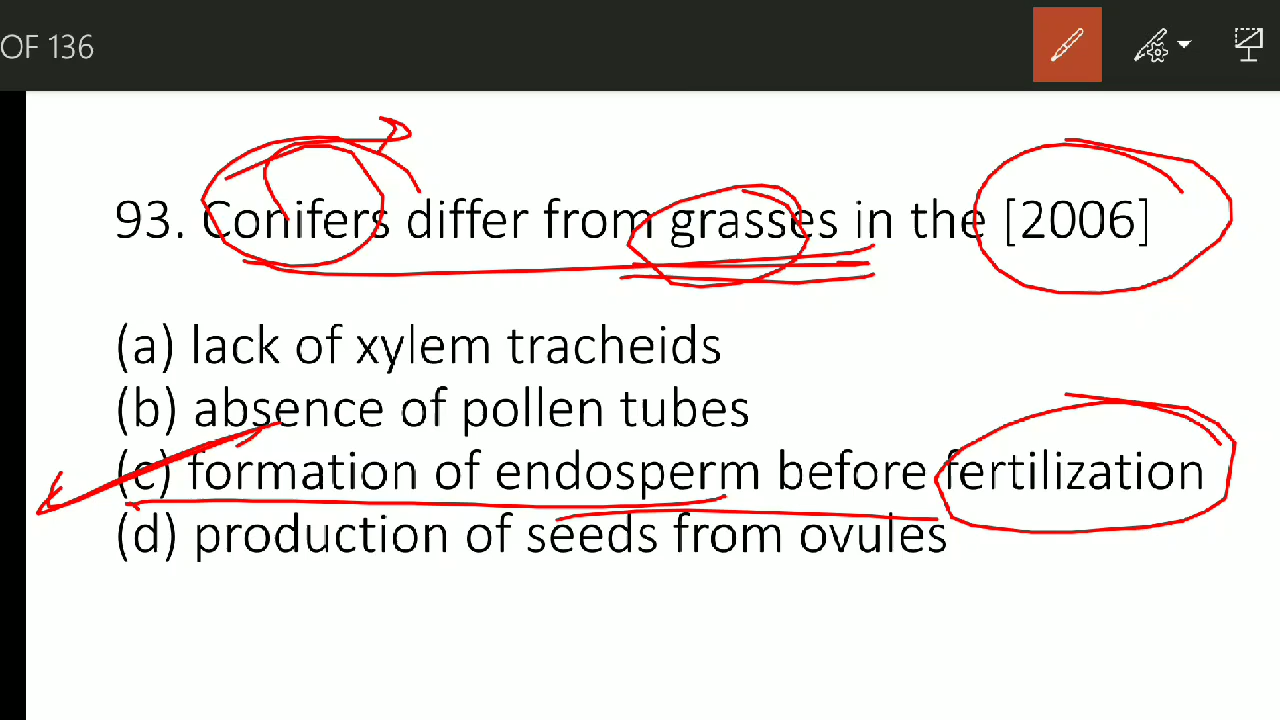 OF 136
93. Conifers differ from grasses in the [2006]
(a) lack of xylem tracheids
(b) absence of pollen tubes
(c) formation of endosperm before fertilization
(d) production of seeds from ovules